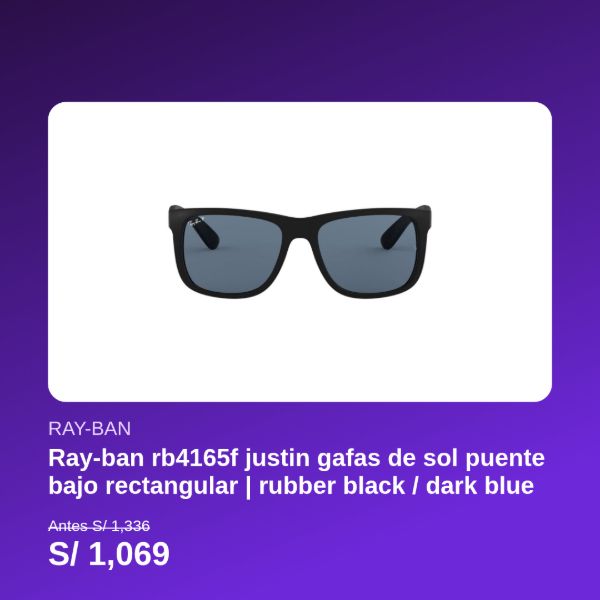 RAY-BAN
Ray-ban rb4165f justin gafas de sol puente
bajo rectangular | rubber black / dark blue
Antes S/ 1,336
S/ 1,069